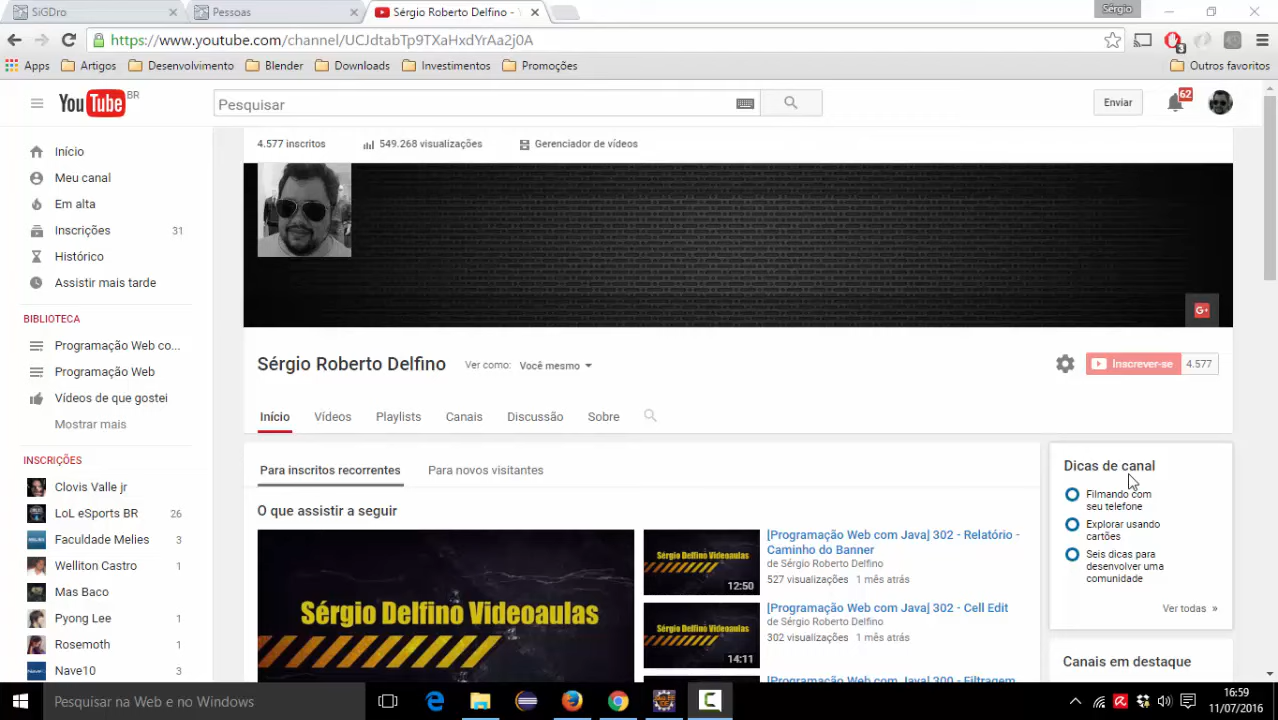 SiGDro
Pessoas
Sérgio Roberto Delfino -
Sérgio
https://www.youtube.com/channel/UCJdtabTp9TXaHxdYrAa2j0A
Apps
Artigos
Desenvolvimento
Blender
Downloads
Investimentos
Promoções
Outros favoritos
YouTube BR
Pesquisar
Enviar
62
Início
Meu canal
Em alta
Inscrições 31
Histórico
Assistir mais tarde
BIBLIOTECA
Programação Web co...
Programação Web
Vídeos de que gostei
Mostrar mais
INSCRIÇÕES
Clovis Valle jr
LoL eSports BR 26
Faculdade Melies 3
Welliton Castro 1
Mas Baco
Pyong Lee 1
Rosemoth 1
Nave10 3
4.577 inscritos
549.268 visualizações
Gerenciador de vídeos
G+
Sérgio Roberto Delfino
Ver como: Você mesmo
Inscrever-se 4.577
Início
Vídeos
Playlists
Canais
Discussão
Sobre
Para inscritos recorrentes
Para novos visitantes
O que assistir a seguir
Sérgio Delfino Videoaulas
Sérgio Delfino Videoaulas
12:50
[Programação Web com Java] 302 - Relatório -
Caminho do Banner
de Sérgio Roberto Delfino
527 visualizações 1 mês atrás
Sérgio Delfino Videoaulas
14:11
[Programação Web com Java] 302 - Cell Edit
de Sérgio Roberto Delfino
302 visualizações 1 mês atrás
[Programação Web com Java] 300 - Filtragem
Dicas de canal
Filmando com
seu telefone
Explorar usando
cartões
Seis dicas para
desenvolver uma
comunidade
Ver todas »
Canais em destaque
Pesquisar na Web e no Windows
16:59
11/07/2016